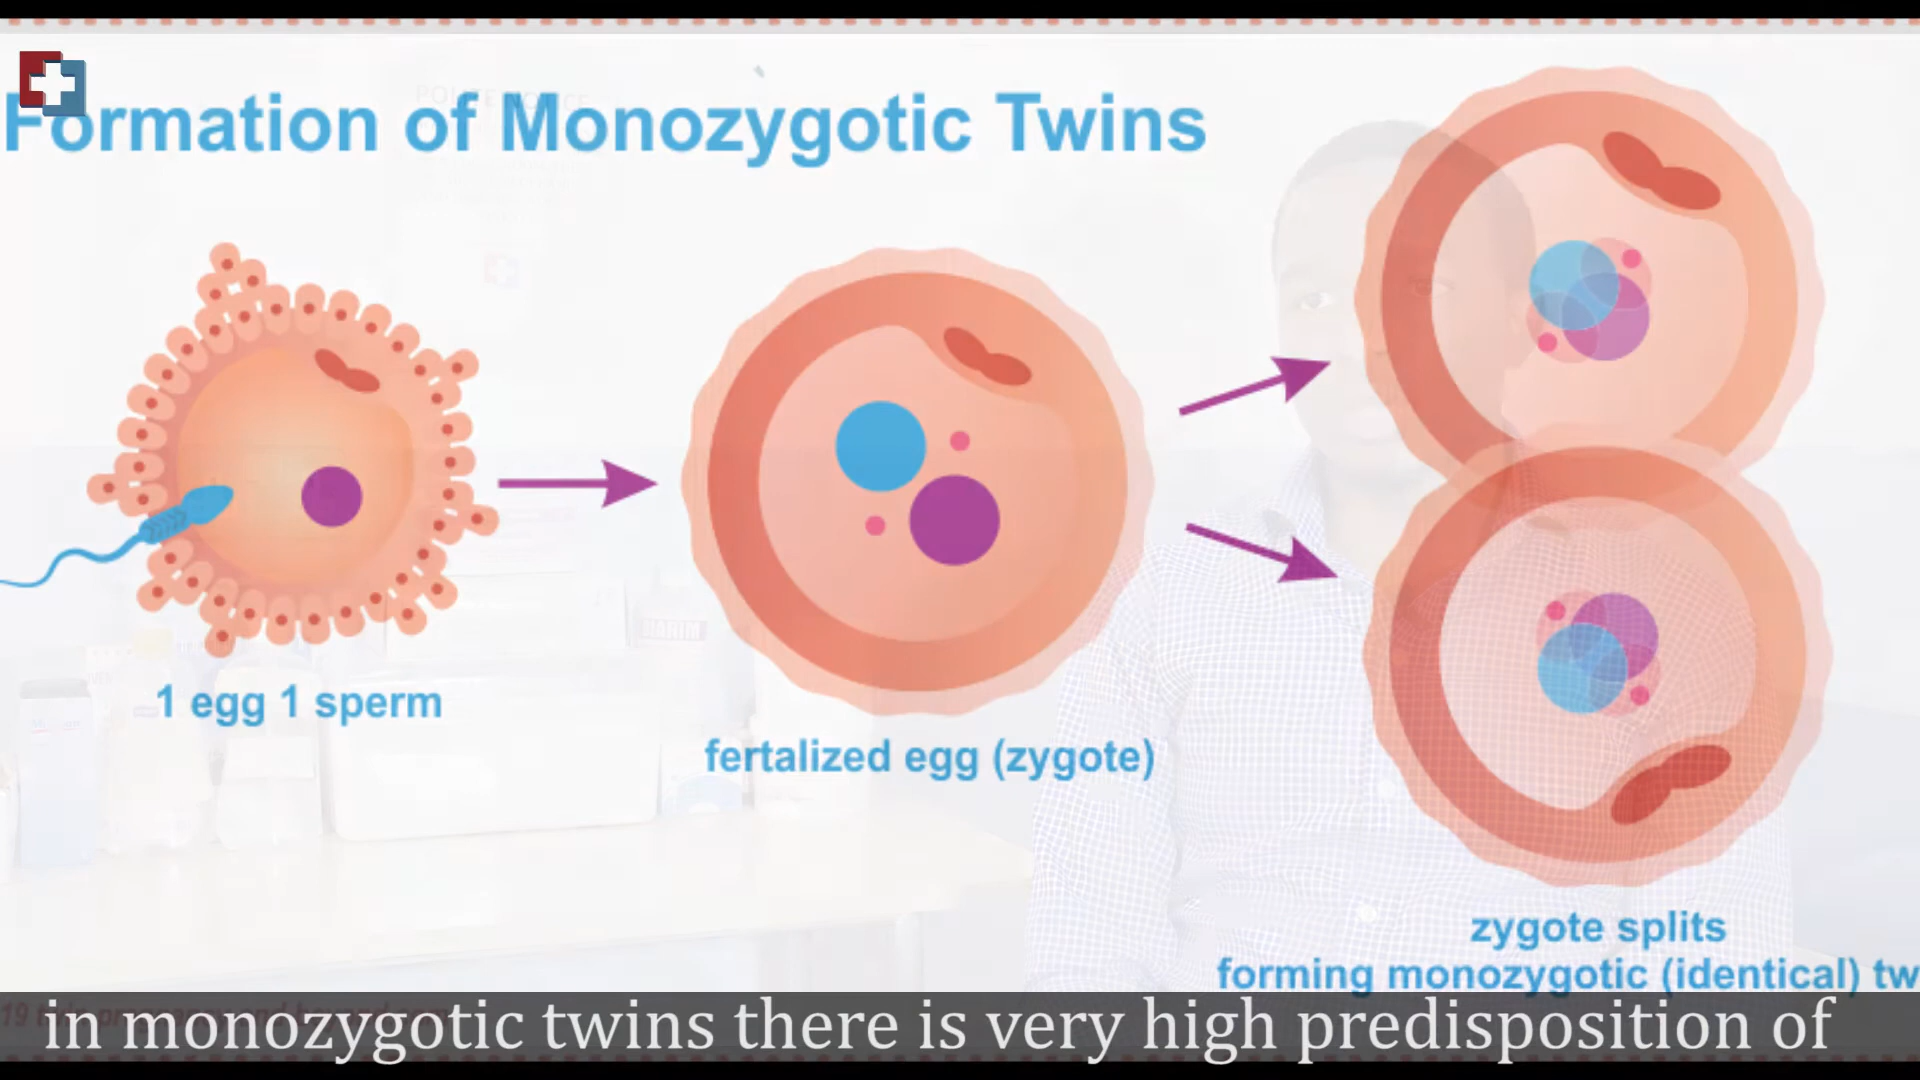 Formation of Monozygotic Twins
1 egg 1 sperm
fertalized egg (zygote)
zygote splits
forming monozygotic (identical) tw
in monozygotic twins there is very high predisposition of